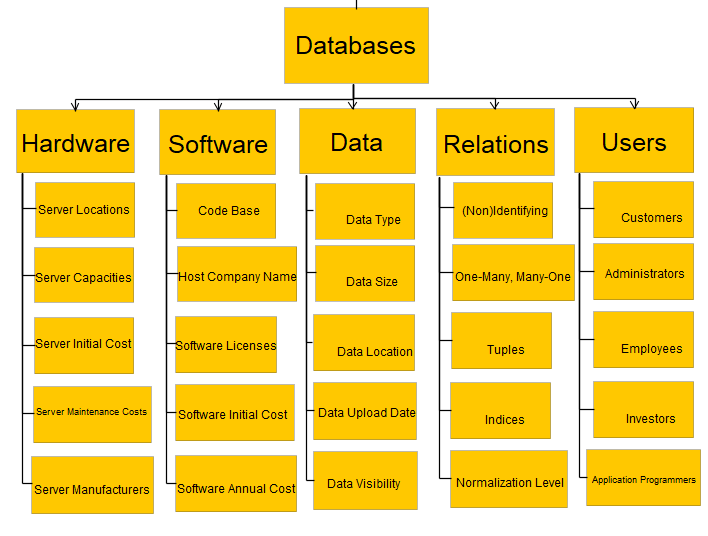 Databases
Hardware
Server Locations
Server Capacities
Server Initial Cost
Server Maintenance Costs
Server Manufacturers
Software
Code Base
Host Company Name
Software Licenses
Software Initial Cost
Software Annual Cost
Data
Data Type
Data Size
Data Location
Data Upload Date
Data Visibility
Relations
(Non)Identifying
One-Many, Many-One
Tuples
Indices
Normalization Level
Users
Customers
Administrators
Employees
Investors
Application Programmers